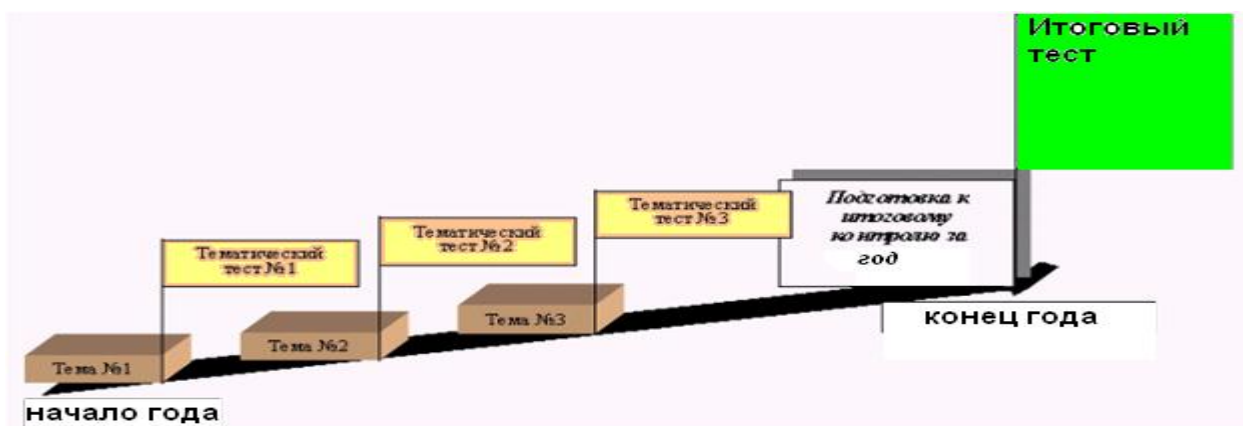 Итоговый
тест
Тематический
тест №3
Подготовка к
итоговому
контролю за
год
Тематический
тест №2
Тематический
тест №1
Тема №3
Тема №2
Тема №1
конец года
начало года